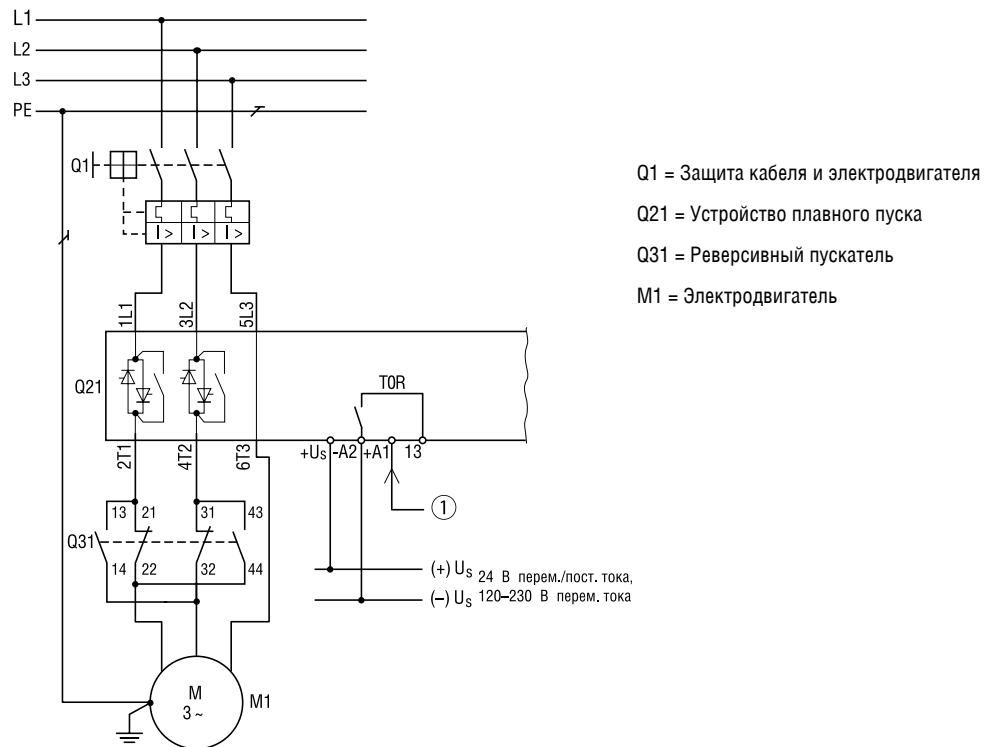 L1
L2
L3
PE
Q1
I > I > I >
1L1 3L2 5L3
Q21
TOR
2T1 4T2 6T3
+Us -A2 +A1 13
1
13 21 31 43
Q31
14 22 32 44
(+) Us 24 В перем./пост. тока,
(–) Us 120–230 В перем. тока
M
3 ~
M1
Q1 = Защита кабеля и электродвигателя
Q21 = Устройство плавного пуска
Q31 = Реверсивный пускатель
M1 = Электродвигатель